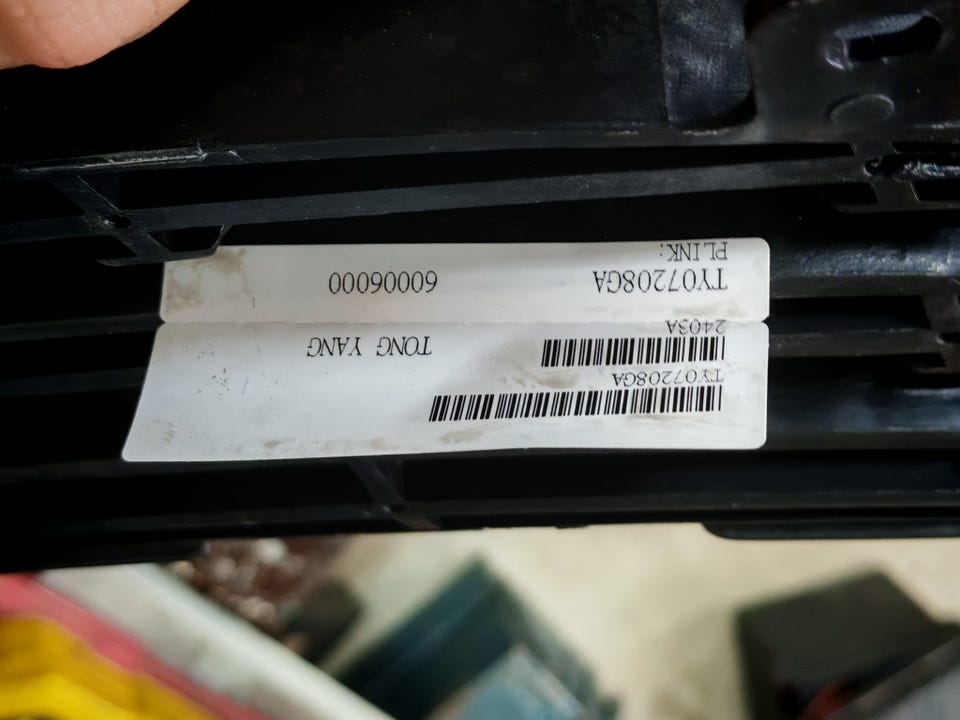 TY07208GA
TONG YANG
2403A
TY07208GA 60006000
PLINK: